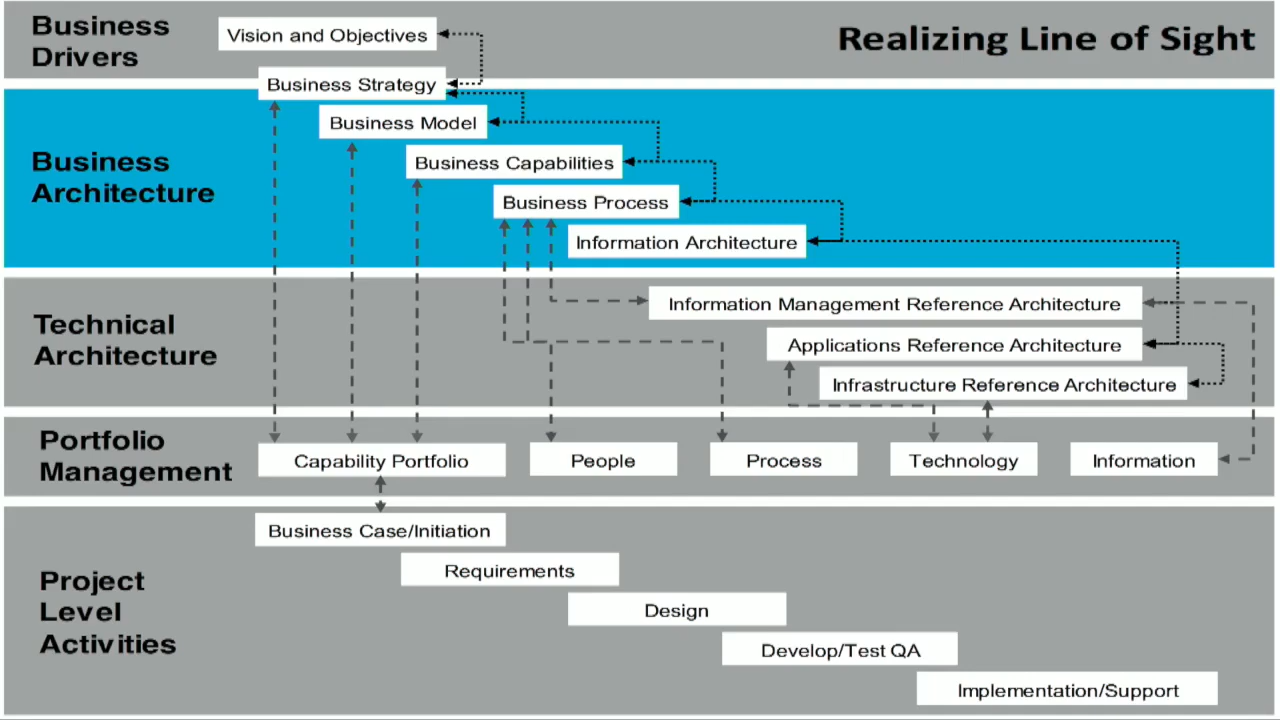 Business
Drivers
Vision and Objectives
Realizing Line of Sight
Business Strategy
Business Model
Business
Architecture
Business Capabilities
Business Process
Information Architecture
Technical
Architecture
Information Management Reference Architecture
Applications Reference Architecture
Infrastructure Reference Architecture
Portfolio
Management
Capability Portfolio
People
Process
Technology
Information
Business Case/Initiation
Requirements
Project
Level
Activities
Design
Develop/Test QA
Implementation/Support